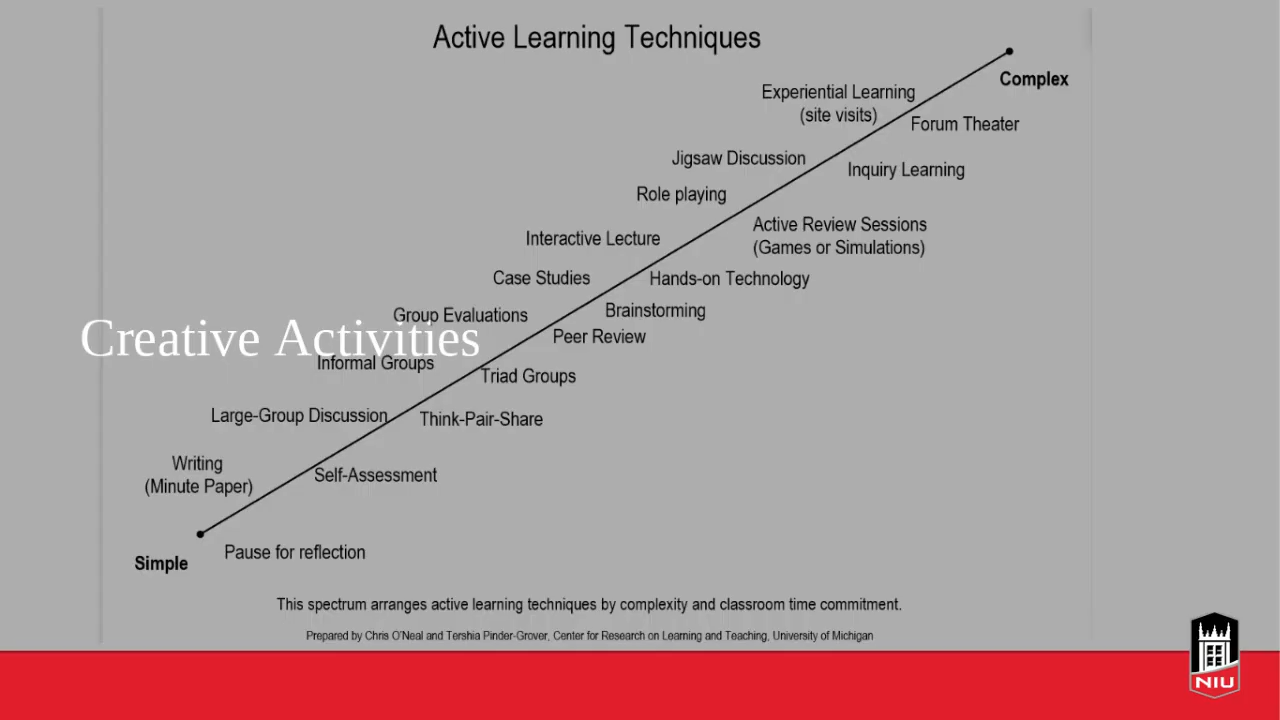 Active Learning Techniques
Complex
Experiential Learning
(site visits)
Forum Theater
Jigsaw Discussion
Inquiry Learning
Role playing
Active Review Sessions
(Games or Simulations)
Interactive Lecture
Case Studies
Hands-on Technology
Group Evaluations
Brainstorming
Creative Activities
Peer Review
Informal Groups
Triad Groups
Large-Group Discussion
Think-Pair-Share
Writing
(Minute Paper)
Self-Assessment
Pause for reflection
Simple
This spectrum arranges active learning techniques by complexity and classroom time commitment.
Prepared by Chris O'Neal and Tershia Pinder-Grover, Center for Research on Learning and Teaching, University of Michigan
NIU